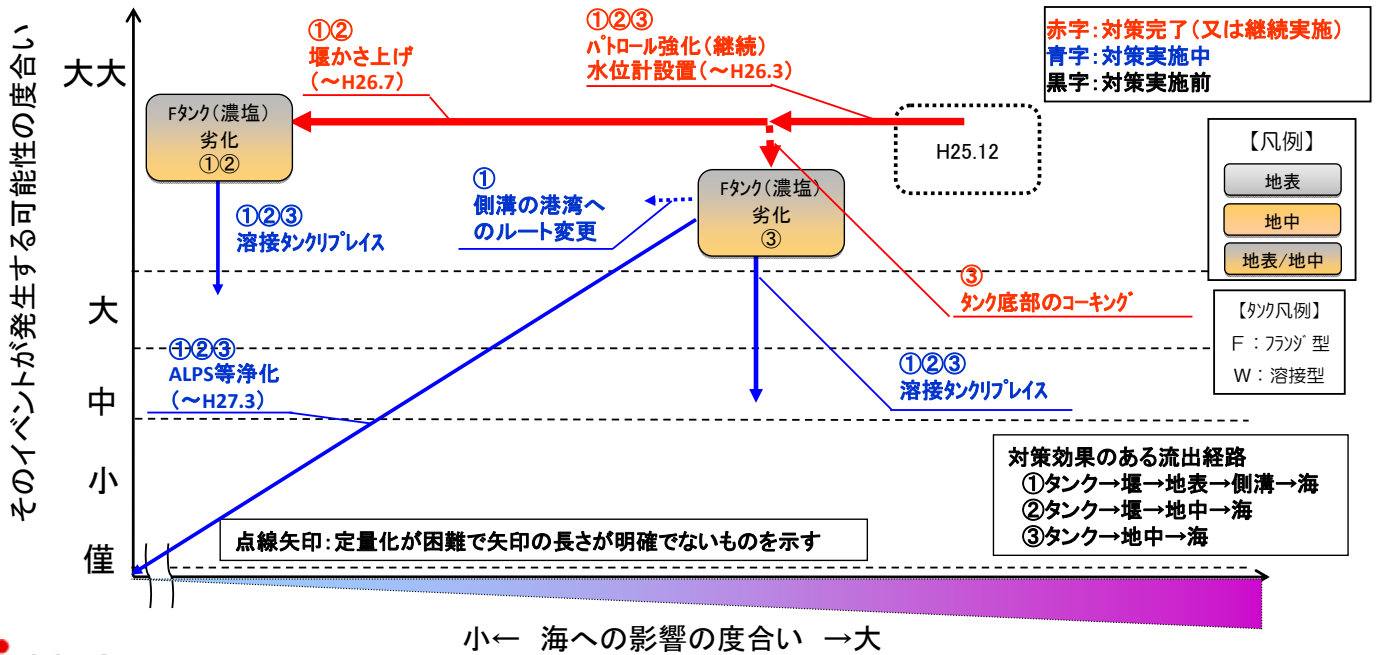 そのイベントが発生する可能性の度合い
大大
大
中
小
僅
①②
堰かさ上げ
(～H26.7)
①②③
ﾊﾟﾄﾛｰﾙ強化(継続)
水位計設置(～H26.3)
赤字:対策完了(又は継続実施)
青字:対策実施中
黒字:対策実施前
Fﾀﾝｸ(濃塩)
劣化
①②
H25.12
【凡例】
地表
地中
地表/地中
Fﾀﾝｸ(濃塩)
劣化
③
①
側溝の港湾へ
のルート変更
①②③
溶接ﾀﾝｸﾘﾌﾟﾚｲｽ
③
ﾀﾝｸ底部のｺｰｷﾝｸﾞ
【ﾀﾝｸ凡例】
F:ﾌﾗﾝｼﾞ型
W:溶接型
①②③
ALPS等浄化
(～H27.3)
①②③
溶接ﾀﾝｸﾘﾌﾟﾚｲｽ
対策効果のある流出経路
①タンク→堰→地表→側溝→海
②タンク→堰→地中→海
③タンク→地中→海
点線矢印:定量化が困難で矢印の長さが明確でないものを示す
小← 海への影響の度合い →大